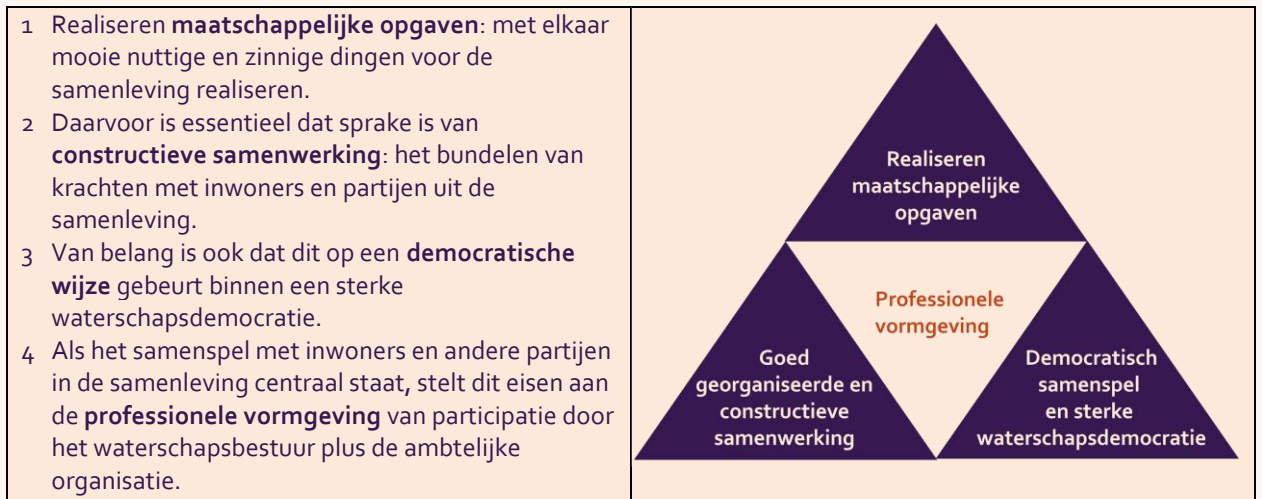 1 Realiseren maatschappelijke opgaven: met elkaar
mooie nuttige en zinnige dingen voor de
samenleving realiseren.
2 Daarvoor is essentieel dat sprake is van
constructieve samenwerking: het bundelen van
krachten met inwoners en partijen uit de
samenleving.
3 Van belang is ook dat dit op een democratische
wijze gebeurt binnen een sterke
waterschapsdemocratie.
4 Als het samenspel met inwoners en andere partijen
in de samenleving centraal staat, stelt dit eisen aan
de professionele vormgeving van participatie door
het waterschapsbestuur plus de ambtelijke
organisatie.
Realiseren
maatschappelijke
opgaven
Professionele
vormgeving
Goed
georganiseerde en
constructieve
samenwerking
Democratisch
samenspel
en sterke
waterschapsdemocratie